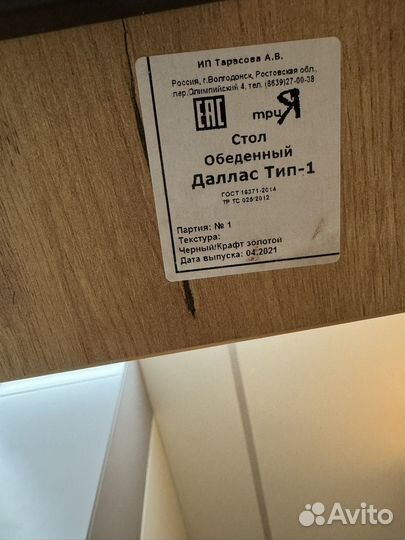 ИП Тарасова А.В.
Россия, г.Волгодонск, Ростовская обл.,
пер.Олимпийский 4, тел. (8639)27-00-38
ЕАС
триЯ
Стол
Обеденный
Даллас Тип-1
ГОСТ 16371-2014
ТР ТС 025/2012
Партия: № 1
Текстура:
Черный/Крафт золотой
Дата выпуска: 04.2021
Avito